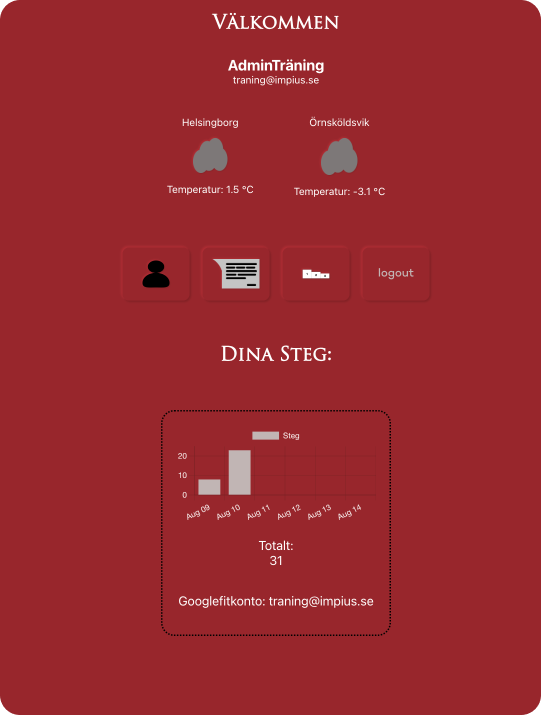 Välkommen
AdminTräning
traning@impius.se
Helsingborg
Örnsköldsvik
Temperatur: 1.5 °C
Temperatur: -3.1 °C
logout
Dina Steg:
Steg
20
10
0
Aug 09
Aug 10
Aug 11
Aug 12
Aug 13
Aug 14
Totalt:
31
Googlefitkonto: traning@impius.se